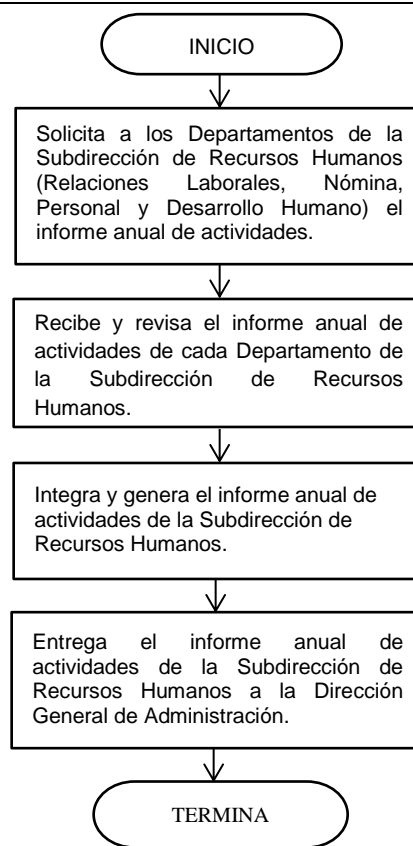 INICIO
Solicita a los Departamentos de la
Subdirección de Recursos Humanos
(Relaciones Laborales, Nómina,
Personal y Desarrollo Humano) el
informe anual de actividades.
Recibe y revisa el informe anual de
actividades de cada Departamento de
la Subdirección de Recursos
Humanos.
Integra y genera el informe anual de
actividades de la Subdirección de
Recursos Humanos.
Entrega el informe anual de
actividades de la Subdirección de
Recursos Humanos a la Dirección
General de Administración.
TERMINA